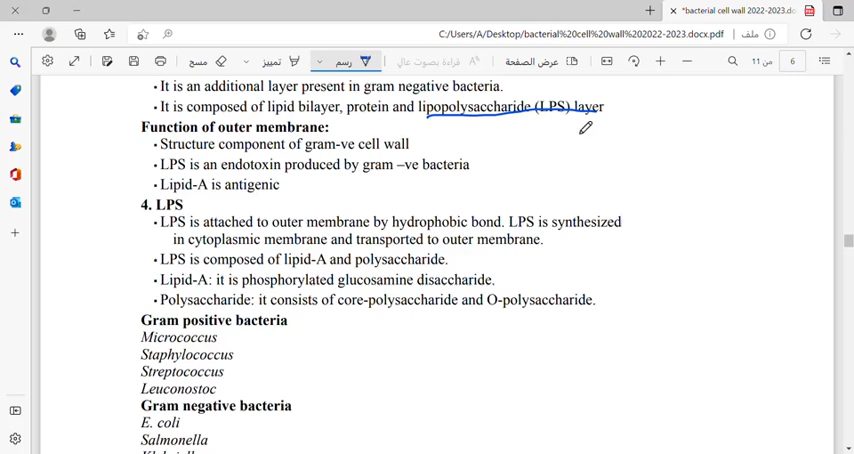 *bacterial cell wall 2022-2023.do
C:/Users/A/Desktop/bacterial%20cell%20wall%202022-2023.docx.pdf
ملف
مسح
تمييز
رسم
قراءة بصوت عالٍ
عرض الصفحة
من 11
6
• It is an additional layer present in gram negative bacteria.
• It is composed of lipid bilayer, protein and lipopolysaccharide (LPS) layer
Function of outer membrane:
• Structure component of gram-ve cell wall
• LPS is an endotoxin produced by gram –ve bacteria
• Lipid-A is antigenic
4. LPS
• LPS is attached to outer membrane by hydrophobic bond. LPS is synthesized
in cytoplasmic membrane and transported to outer membrane.
• LPS is composed of lipid-A and polysaccharide.
• Lipid-A: it is phosphorylated glucosamine disaccharide.
• Polysaccharide: it consists of core-polysaccharide and O-polysaccharide.
Gram positive bacteria
Micrococcus
Staphylococcus
Streptococcus
Leuconostoc
Gram negative bacteria
E. coli
Salmonella